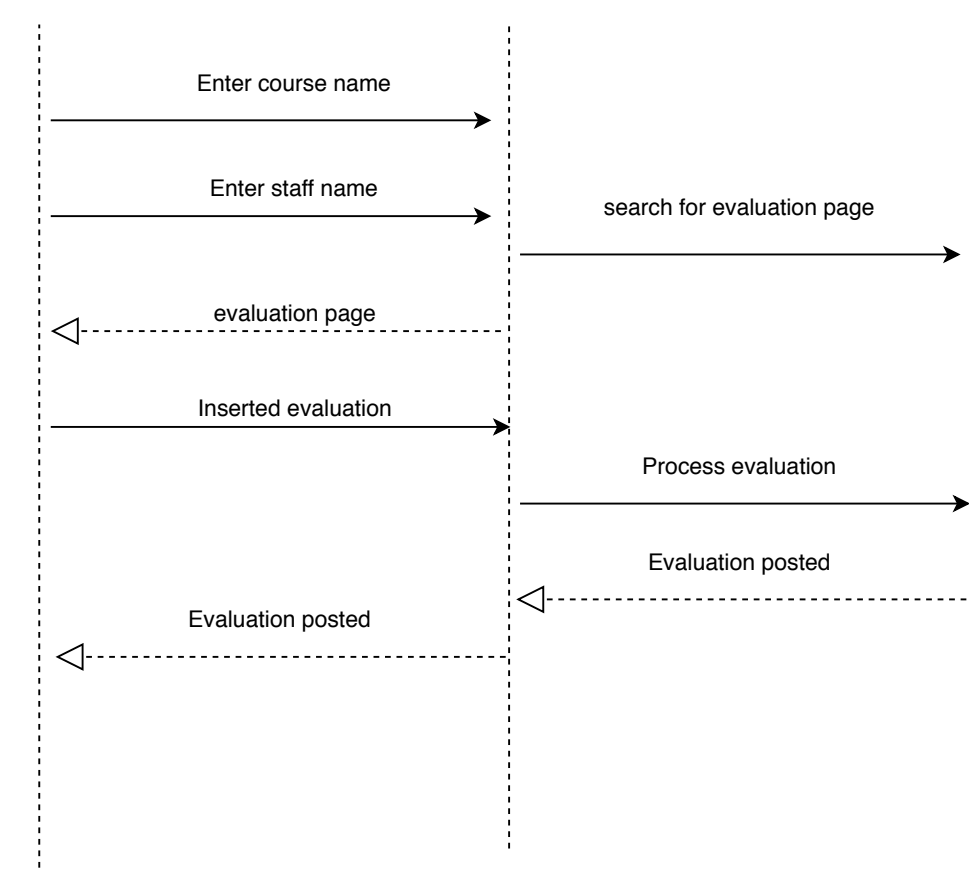 Enter course name
Enter staff name
search for evaluation page
evaluation page
Inserted evaluation
Process evaluation
Evaluation posted
Evaluation posted